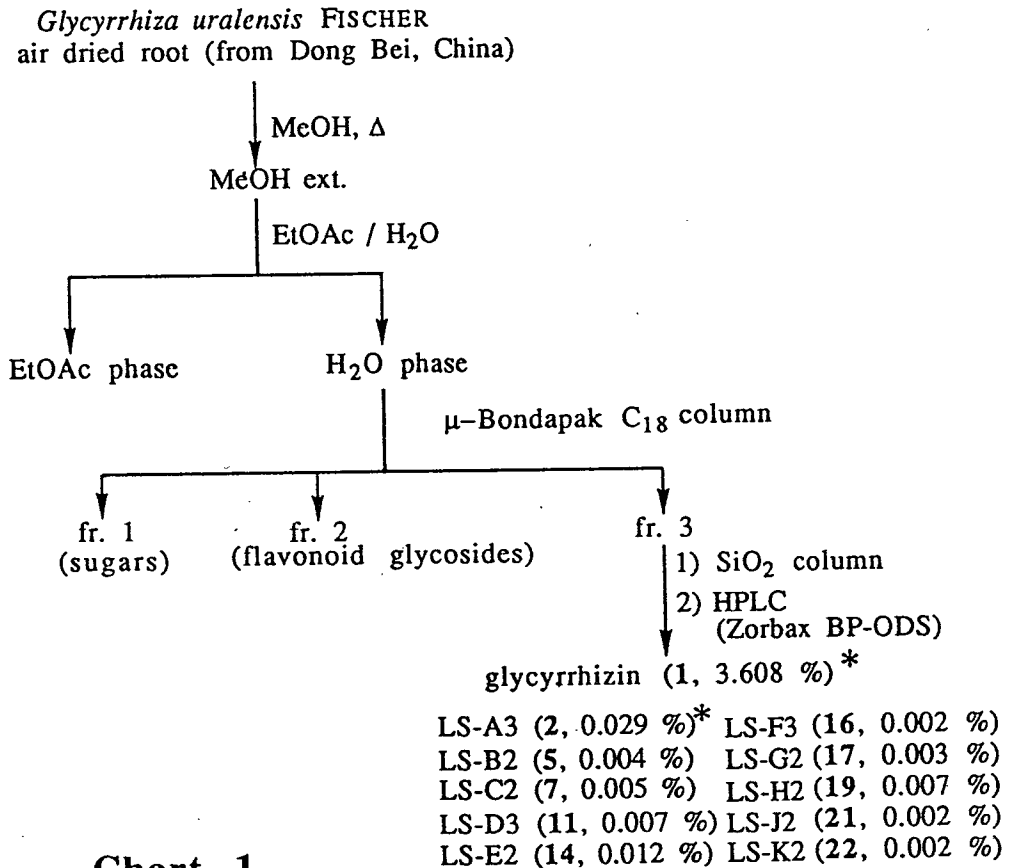 Glycyrrhiza uralensis FISCHER
air dried root (from Dong Bei, China)
MeOH, Δ
MeOH ext.
EtOAc / H₂O
EtOAc phase
H₂O phase
μ–Bondapak C₁₈ column
fr. 1
(sugars)
fr. 2
(flavonoid glycosides)
fr. 3
1) SiO₂ column
2) HPLC
(Zorbax BP-ODS)
glycyrrhizin (1, 3.608 %)*
LS-A3 (2, 0.029 %)* LS-F3 (16, 0.002 %)
LS-B2 (5, 0.004 %) LS-G2 (17, 0.003 %)
LS-C2 (7, 0.005 %) LS-H2 (19, 0.007 %)
LS-D3 (11, 0.007 %) LS-J2 (21, 0.002 %)
LS-E2 (14, 0.012 %) LS-K2 (22, 0.002 %)